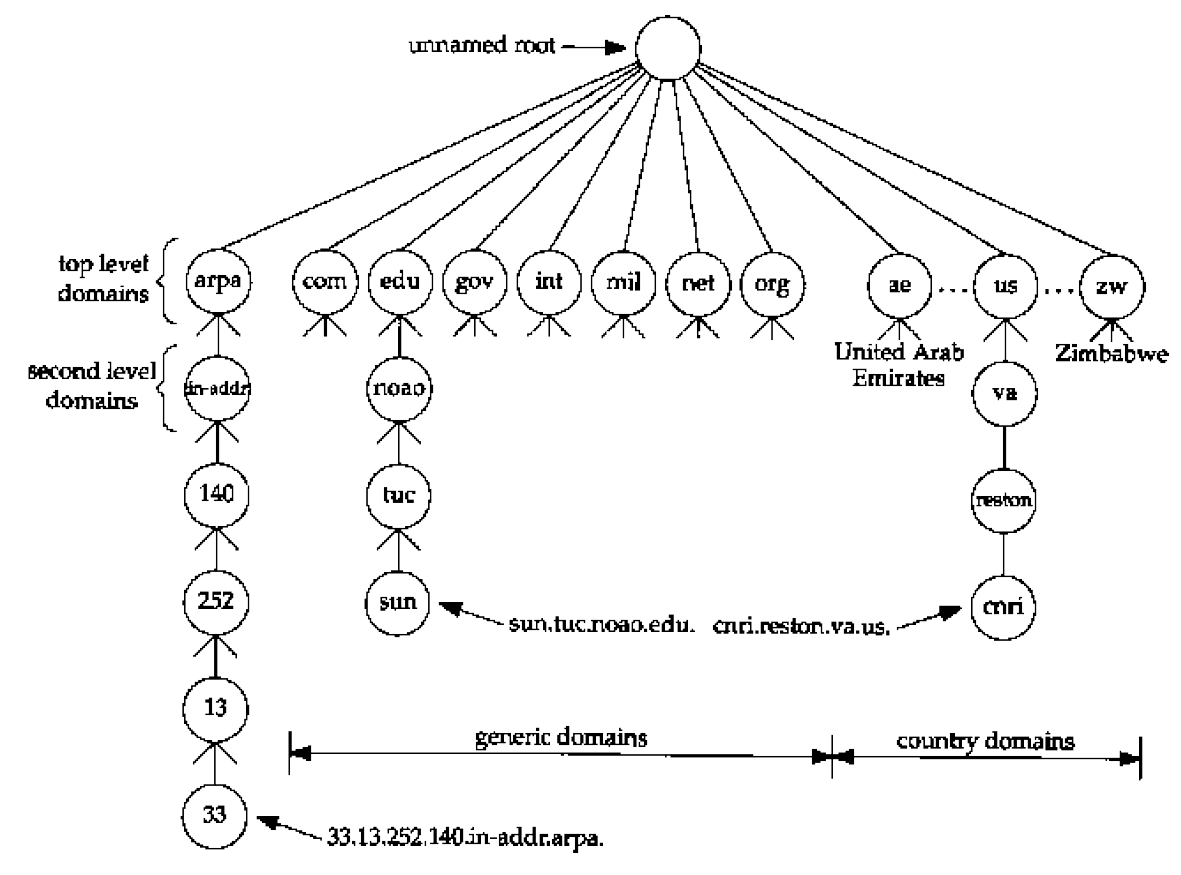 unnamed root
top level
domains
arpa
com
edu
gov
int
mil
net
org
ae
...
us
...
zw
United Arab
Emirates
Zimbabwe
second level
domains
in-addr
noao
va
140
tuc
reston
252
sun
cnri
sun.tuc.noao.edu.
cnri.reston.va.us.
13
generic domains
country domains
33
33.13.252.140.in-addr.arpa.